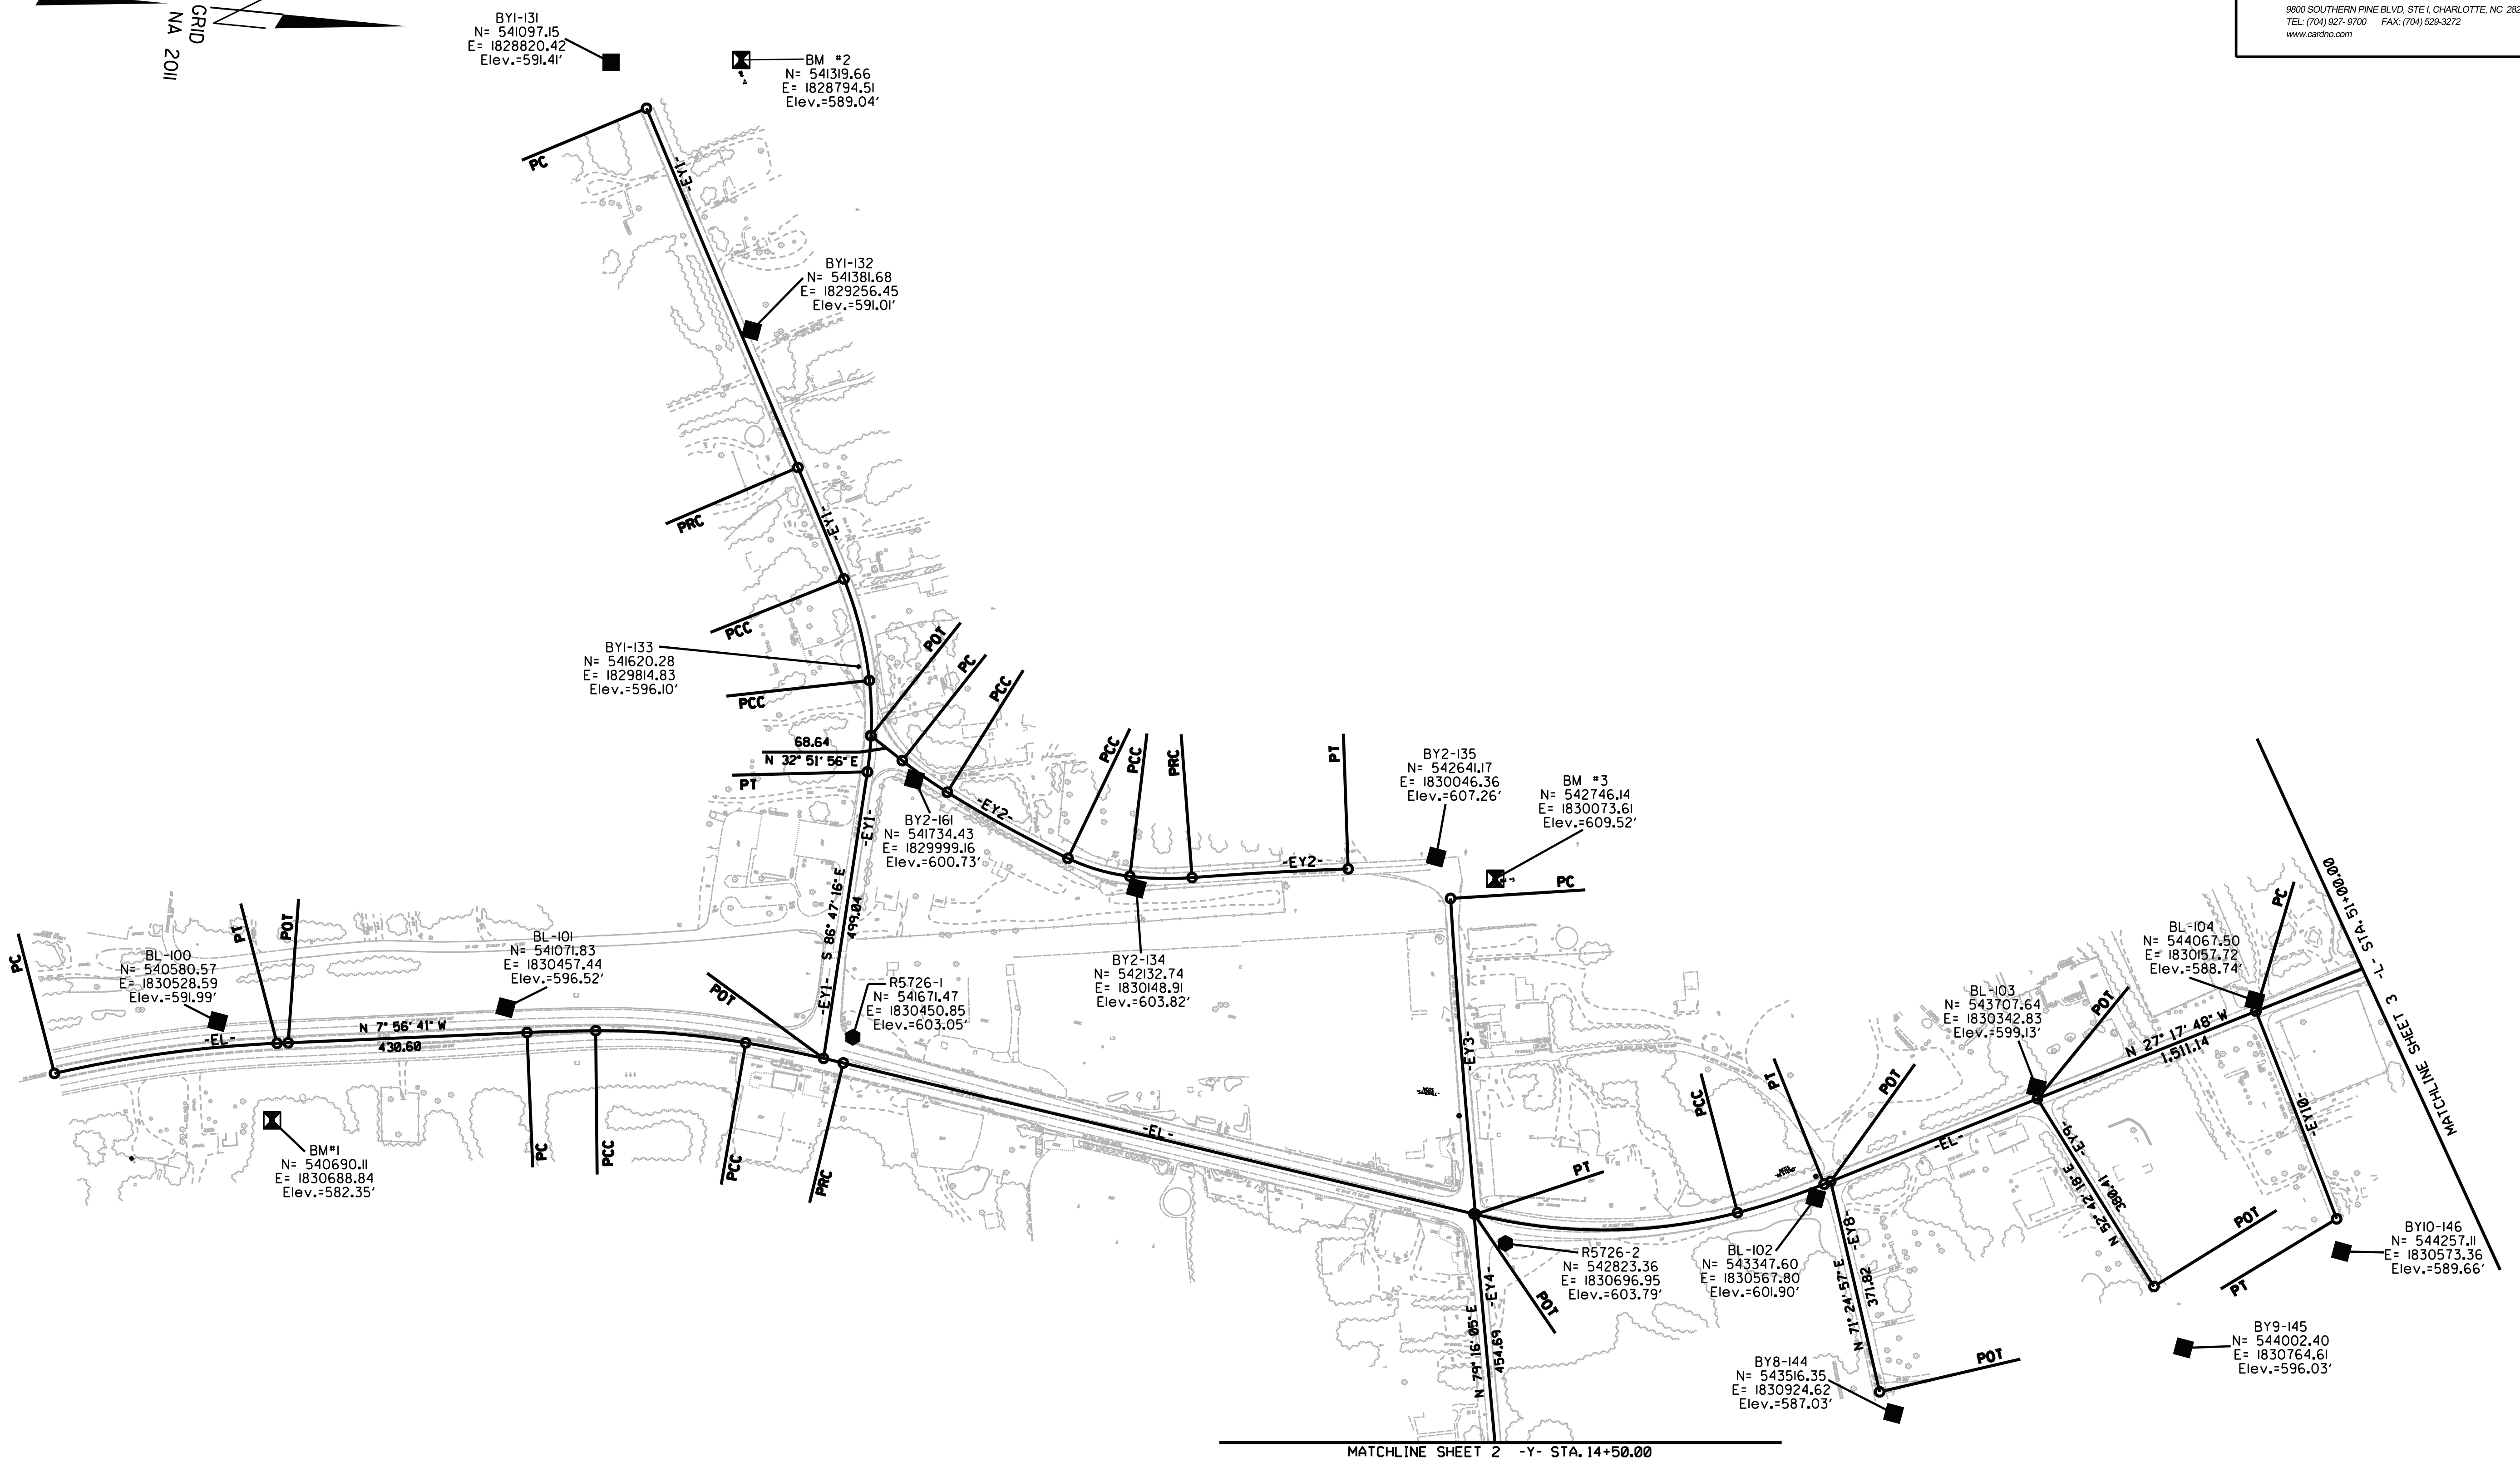 9800 SOUTHERN PINE BLVD, STE I, CHARLOTTE, NC 282
TEL: (704) 927- 9700 FAX: (704) 529-3272
www.cardno.com
GRID
NA 2011
BY1-131
N= 541097.15
E= 1828820.42
Elev.=591.41'
BM #2
N= 541319.66
E= 1828794.51
Elev.=589.04'
PC
-EY1-
BY1-132
N= 541381.68
E= 1829256.45
Elev.=591.01'
PRC
-EY1-
PCC
BY1-133
N= 541620.28
E= 1829814.83
Elev.=596.10'
PCC
POT
PC
PCC
68.64
N 32° 51' 56" E
PT
-EY1-
-EY2-
BY2-161
N= 541734.43
E= 1829999.16
Elev.=600.73'
PCC
PCC
PRC
PT
-EY2-
BY2-135
N= 542641.17
E= 1830046.36
Elev.=607.26'
BM #3
N= 542746.14
E= 1830073.61
Elev.=609.52'
PC
S 86° 47' 16" E
499.04
-EY1-
BY2-134
N= 542132.74
E= 1830148.91
Elev.=603.82'
PC
BL-100
N= 540580.57
E= 1830528.59
Elev.=591.99'
PT
POT
BL-101
N= 541071.83
E= 1830457.44
Elev.=596.52'
-EL-
N 7° 56' 41" W
430.60
POT
R5726-1
N= 541671.47
E= 1830450.85
Elev.=603.05'
BM#1
N= 540690.11
E= 1830688.84
Elev.=582.35'
PC
PCC
PCC
PRC
-EL-
-EY3-
PT
POT
-EY4-
N 79° 16' 05" E
454.69
R5726-2
N= 542823.36
E= 1830696.95
Elev.=603.79'
PCC
PT
POT
BL-102
N= 543347.60
E= 1830567.80
Elev.=601.90'
-EY8-
N 71° 24' 57" E
371.82
POT
BY8-144
N= 543516.35
E= 1830924.62
Elev.=587.03'
-EL-
BL-103
N= 543707.64
E= 1830342.83
Elev.=599.13'
POT
N 27° 17' 48" W
1,511.14
BL-104
N= 544067.50
E= 1830157.72
Elev.=588.74'
PC
-EY9-
N 52° 42' 18" E
380.41
POT
-EY10-
PT
BY10-146
N= 544257.11
E= 1830573.36
Elev.=589.66'
BY9-145
N= 544002.40
E= 1830764.61
Elev.=596.03'
MATCHLINE SHEET 3 -L- STA. 51+00.00
MATCHLINE SHEET 2 -Y- STA. 14+50.00